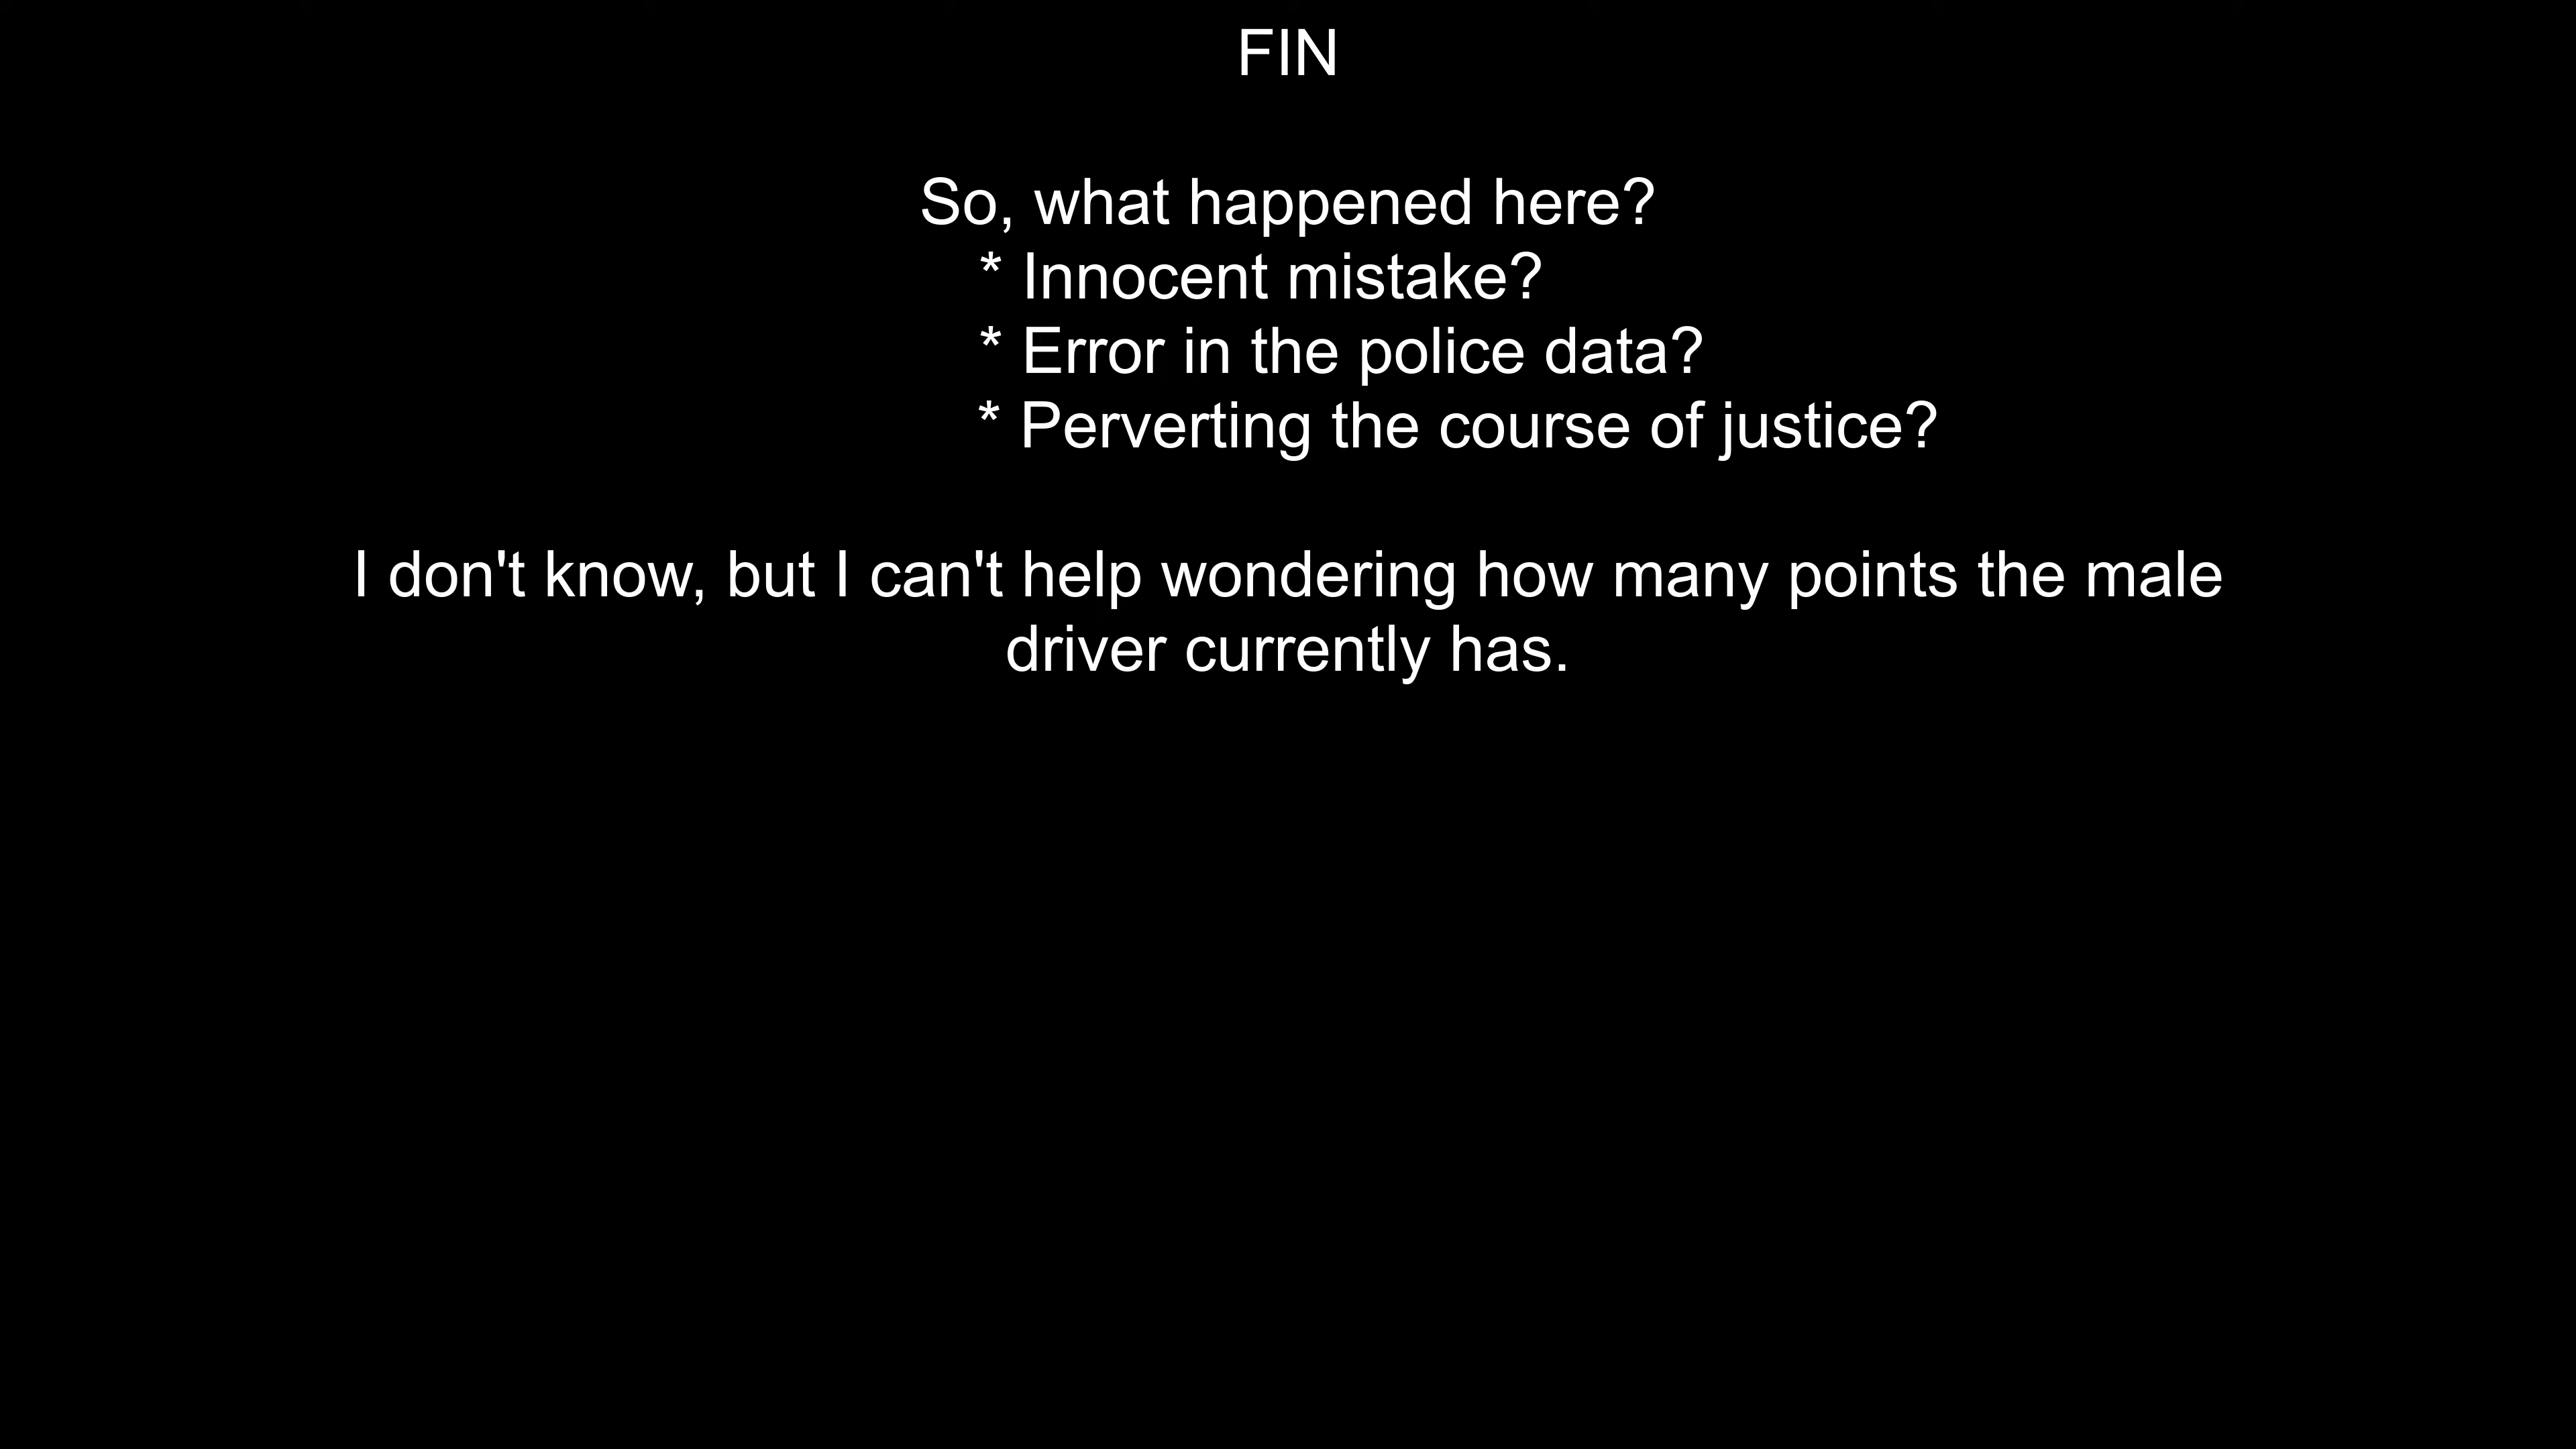 FIN
So, what happened here?
* Innocent mistake?
* Error in the police data?
* Perverting the course of justice?
I don't know, but I can't help wondering how many points the male
driver currently has.